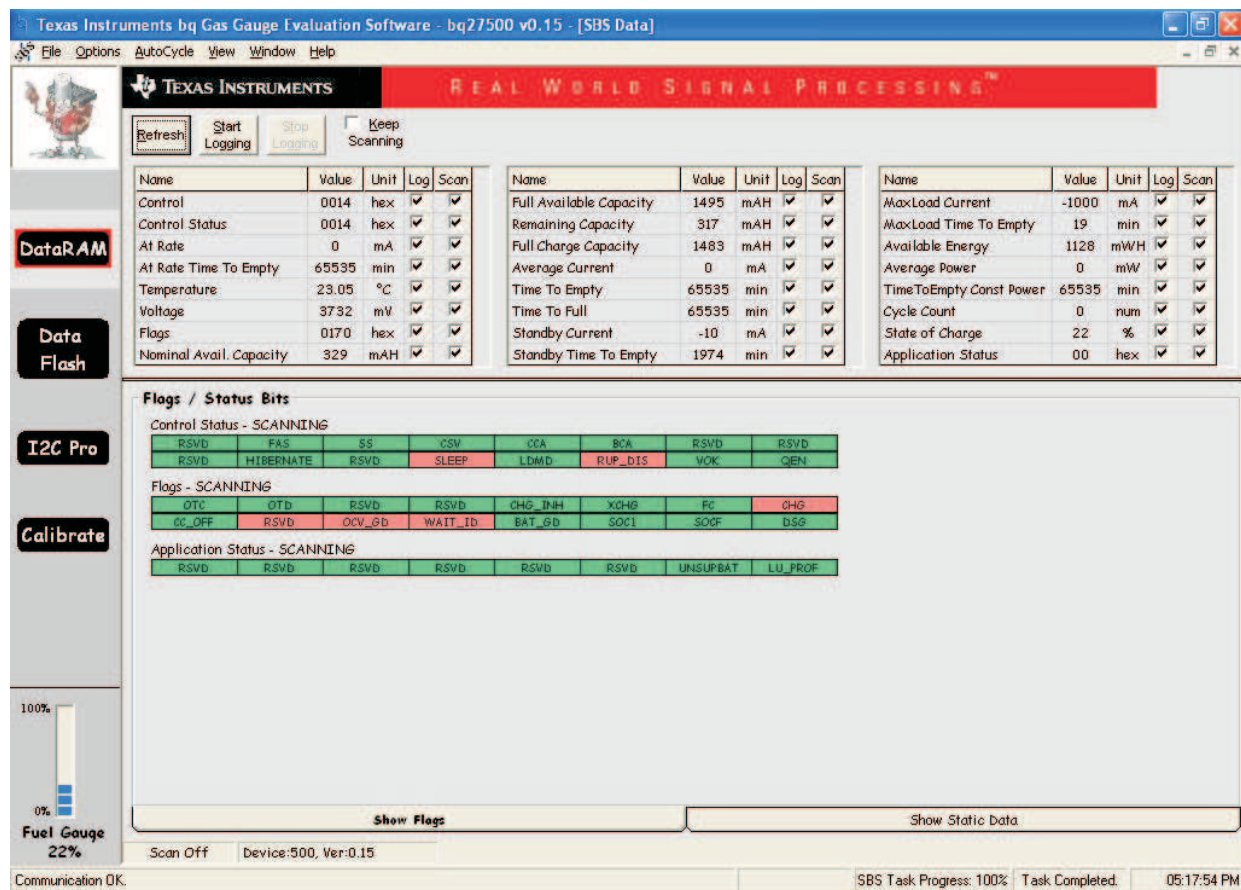 Texas Instruments bq Gas Gauge Evaluation Software - bq27500 v0.15 - [SBS Data]
File Options AutoCycle View Window Help
TEXAS INSTRUMENTS REAL WORLD SIGNAL PROCESSING™
Refresh Start Logging Stop Logging Keep Scanning
Name Value Unit Log Scan Name Value Unit Log Scan Name Value Unit Log Scan
Control 0014 hex Full Available Capacity 1495 mAH MaxLoad Current -1000 mA
Control Status 0014 hex Remaining Capacity 317 mAH MaxLoad Time To Empty 19 min
At Rate 0 mA Full Charge Capacity 1483 mAH Available Energy 1128 mWH
At Rate Time To Empty 65535 min Average Current 0 mA Average Power 0 mW
Temperature 23.05 °C Time To Empty 65535 min TimeToEmpty Const Power 65535 min
Voltage 3732 mV Time To Full 65535 min Cycle Count 0 num
Flags 0170 hex Standby Current -10 mA State of Charge 22 %
Nominal Avail. Capacity 329 mAH Standby Time To Empty 1974 min Application Status 00 hex
DataRAM
Data
Flash
I2C Pro
Calibrate
Flags / Status Bits
Control Status - SCANNING
RSVD FAS SS CSV CCA BCA RSVD RSVD
RSVD HIBERNATE RSVD SLEEP LDMD RUP_DIS VOK QEN
Flags - SCANNING
OTC OTD RSVD RSVD CHG_INH XCHG FC CHG
CC_OFF RSVD OCV_GD WAIT_ID BAT_GD SOC1 SOCF DSG
Application Status - SCANNING
RSVD RSVD RSVD RSVD RSVD RSVD UNSUPBAT LU_PROF
100%
0%
Fuel Gauge
22%
Show Flags Show Static Data
Scan Off Device:500, Ver:0.15
Communication OK. SBS Task Progress: 100% Task Completed. 05:17:54 PM